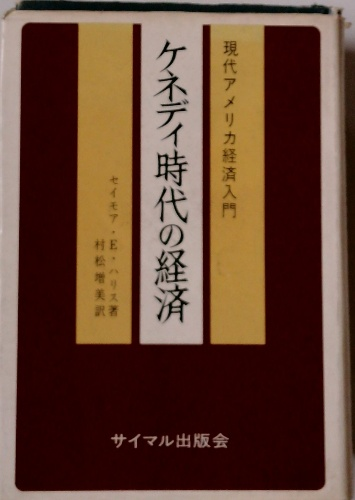 現代アメリカ経済入門
ケネディ時代の経済
セイモア・E・ハリス著
村松増美訳
サイマル出版会